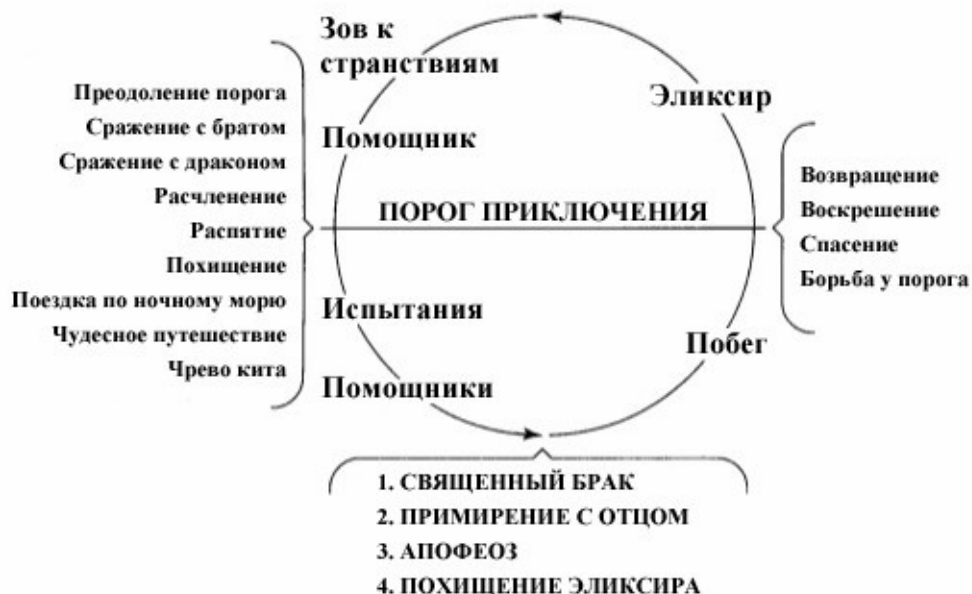 Зов к
странствиям
Преодоление порога
Сражение с братом
Сражение с драконом
Расчленение
Распятие
Похищение
Поездка по ночному морю
Чудесное путешествие
Чрево кита
Помощник
Эликсир
ПОРОГ ПРИКЛЮЧЕНИЯ
Возвращение
Воскрешение
Спасение
Борьба у порога
Испытания
Помощники
Побег
1. СВЯЩЕННЫЙ БРАК
2. ПРИМИРЕНИЕ С ОТЦОМ
3. АПОФЕОЗ
4. ПОХИЩЕНИЕ ЭЛИКСИРА